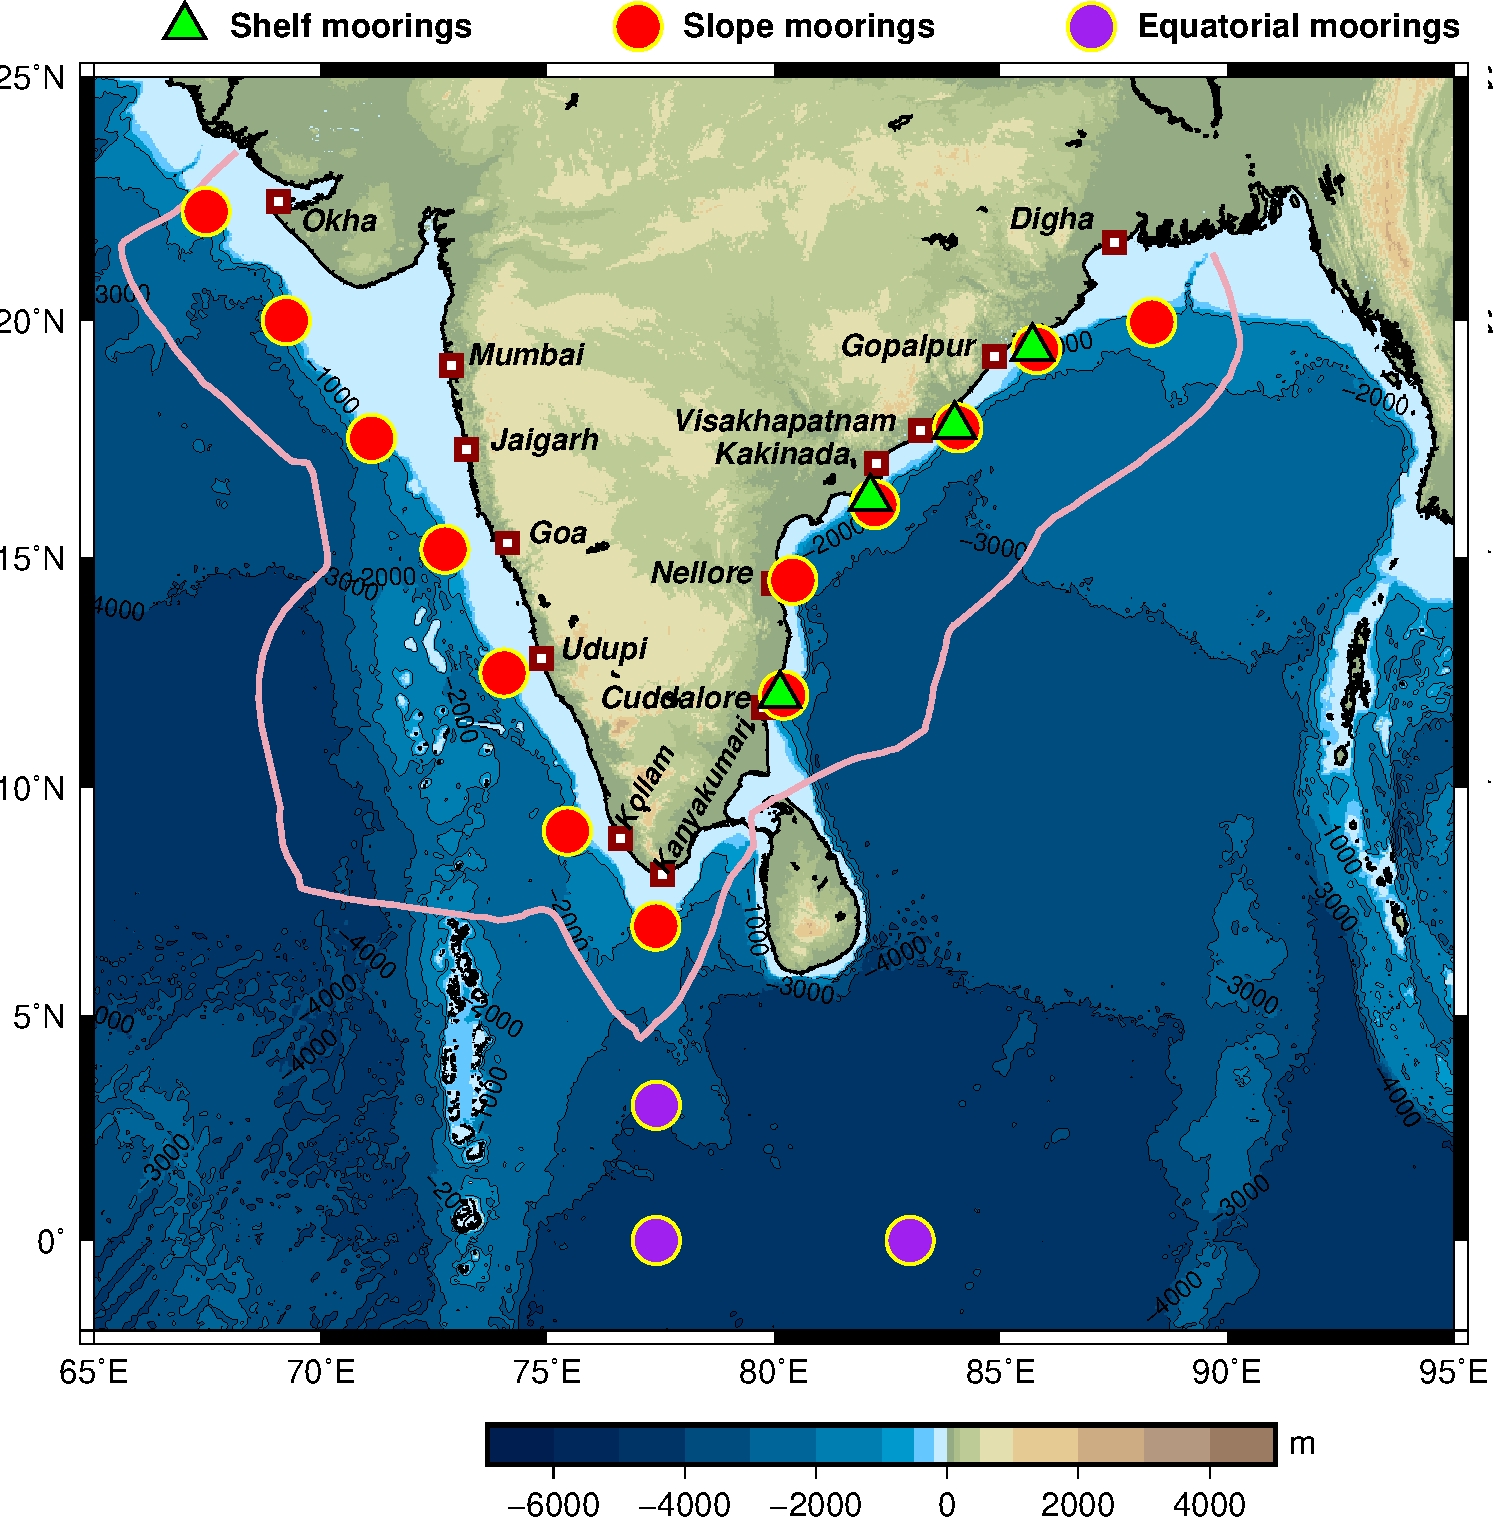 Shelf moorings
Slope moorings
Equatorial moorings
25°N
20°N
15°N
10°N
5°N
0°
Okha
Digha
−3000
Mumbai
Gopalpur
−1000
−2000
Visakhapatnam
Jaigarh
Kakinada
Goa
−2000
−3000
Nellore
−2000
3000
4000
Udupi
−2000
Cuddalore
Kollam
Kanyakumari
−1000
−3000
−2000
−1000
−4000
−4000
−3000
−4000
−3000
2000
4000
1000
−4000
−3000
−2000
−3000
−4000
65°E
70°E
75°E
80°E
85°E
90°E
95°E
m
−6000
−4000
−2000
0
2000
4000